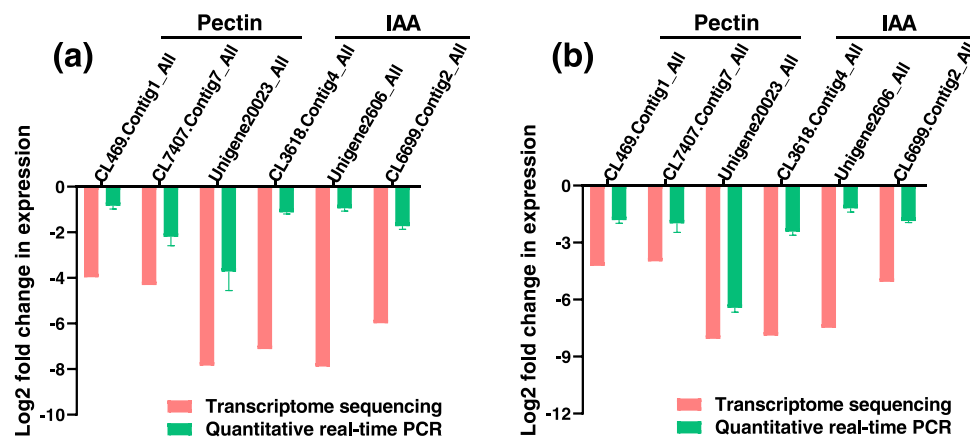 Pectin IAA
(a)
CL469.Contig1_All
CL7407.Contig7_All
Unigene20023_All
CL3618.Contig4_All
Unigene2606_All
CL6699.Contig2_All
Log2 fold change in expression
0
-2
-4
-6
-8
-10
Transcriptome sequencing
Quantitative real-time PCR
Pectin IAA
(b)
CL469.Contig1_All
CL7407.Contig7_All
Unigene20023_All
CL3618.Contig4_All
Unigene2606_All
CL6699.Contig2_All
Log2 fold change in expression
0
-3
-6
-9
-12
Transcriptome sequencing
Quantitative real-time PCR